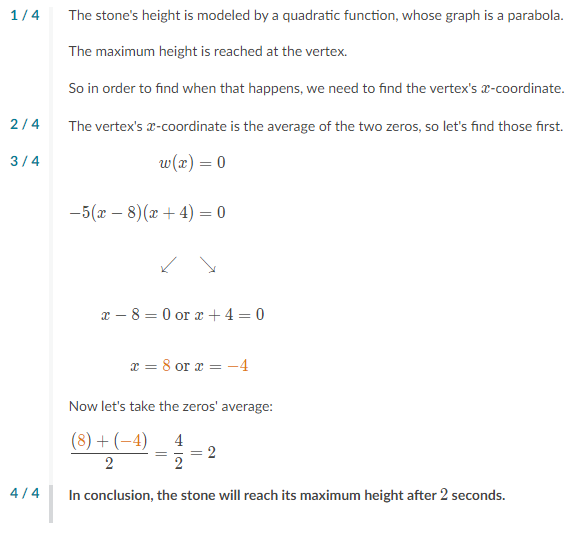 1 / 4 The stone's height is modeled by a quadratic function, whose graph is a parabola.
The maximum height is reached at the vertex.
So in order to find when that happens, we need to find the vertex's x-coordinate.
2 / 4 The vertex's x-coordinate is the average of the two zeros, so let's find those first.
3 / 4 w(x) = 0
−5(x − 8)(x + 4) = 0
↙ ↘
x − 8 = 0 or x + 4 = 0
x = 8 or x = −4
Now let's take the zeros' average:
(8) + (−4) / 2 = 4 / 2 = 2
4 / 4 In conclusion, the stone will reach its maximum height after 2 seconds.